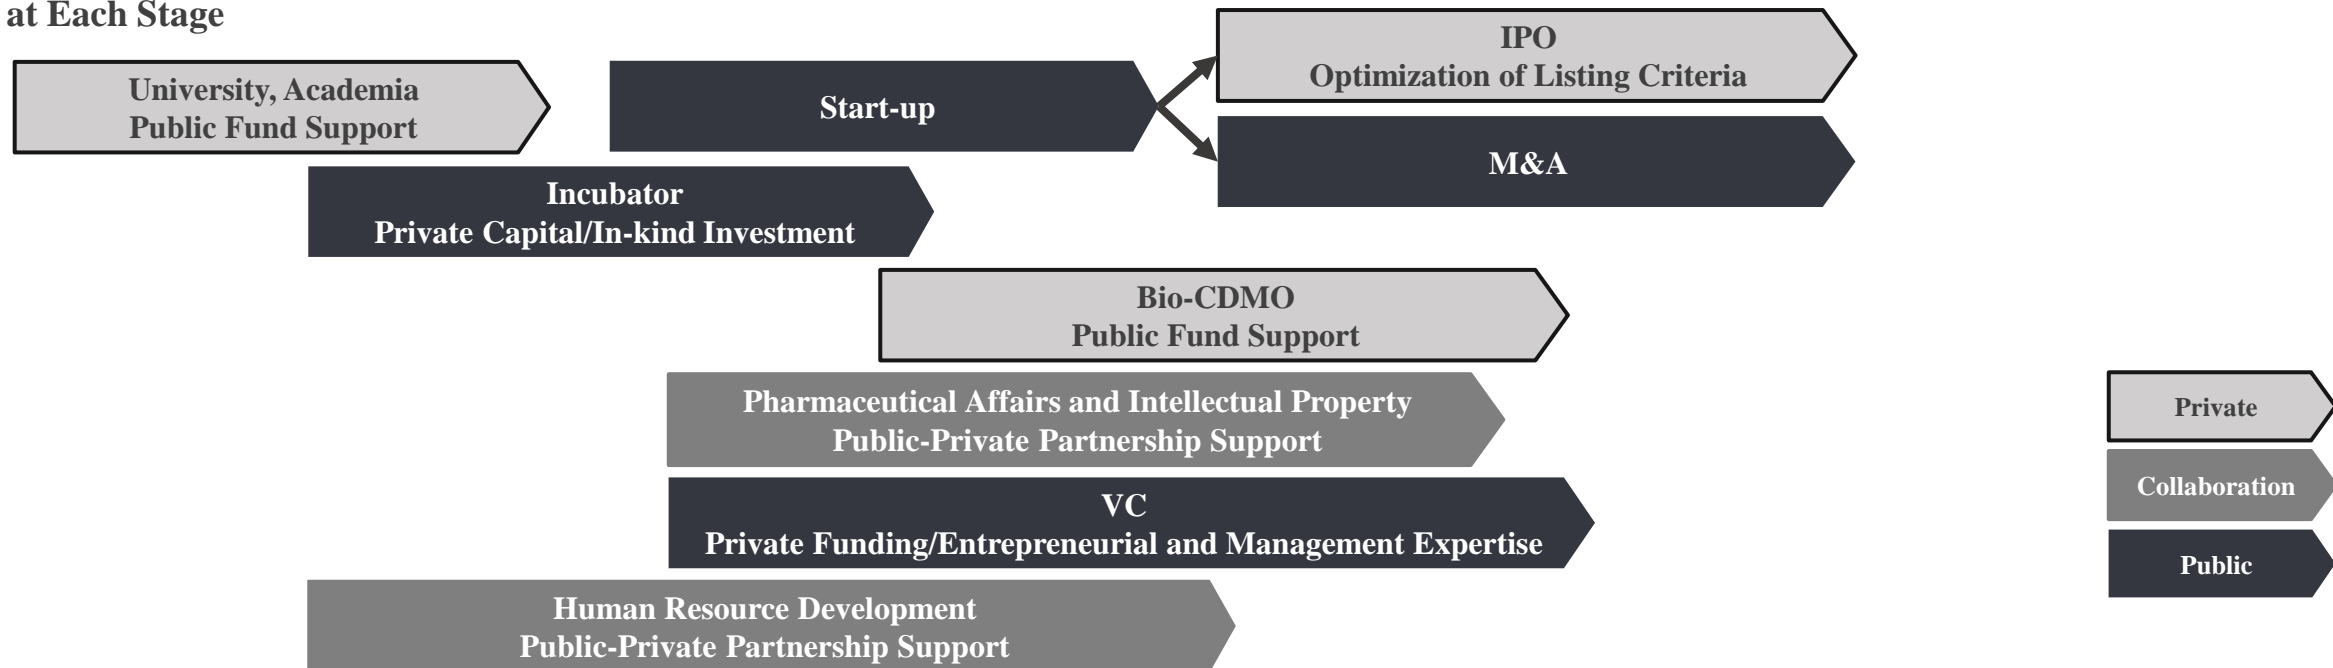 at Each Stage
University, Academia
Public Fund Support
Start-up
IPO
Optimization of Listing Criteria
M&A
Incubator
Private Capital/In-kind Investment
Bio-CDMO
Public Fund Support
Pharmaceutical Affairs and Intellectual Property
Public-Private Partnership Support
VC
Private Funding/Entrepreneurial and Management Expertise
Human Resource Development
Public-Private Partnership Support
Private
Collaboration
Public